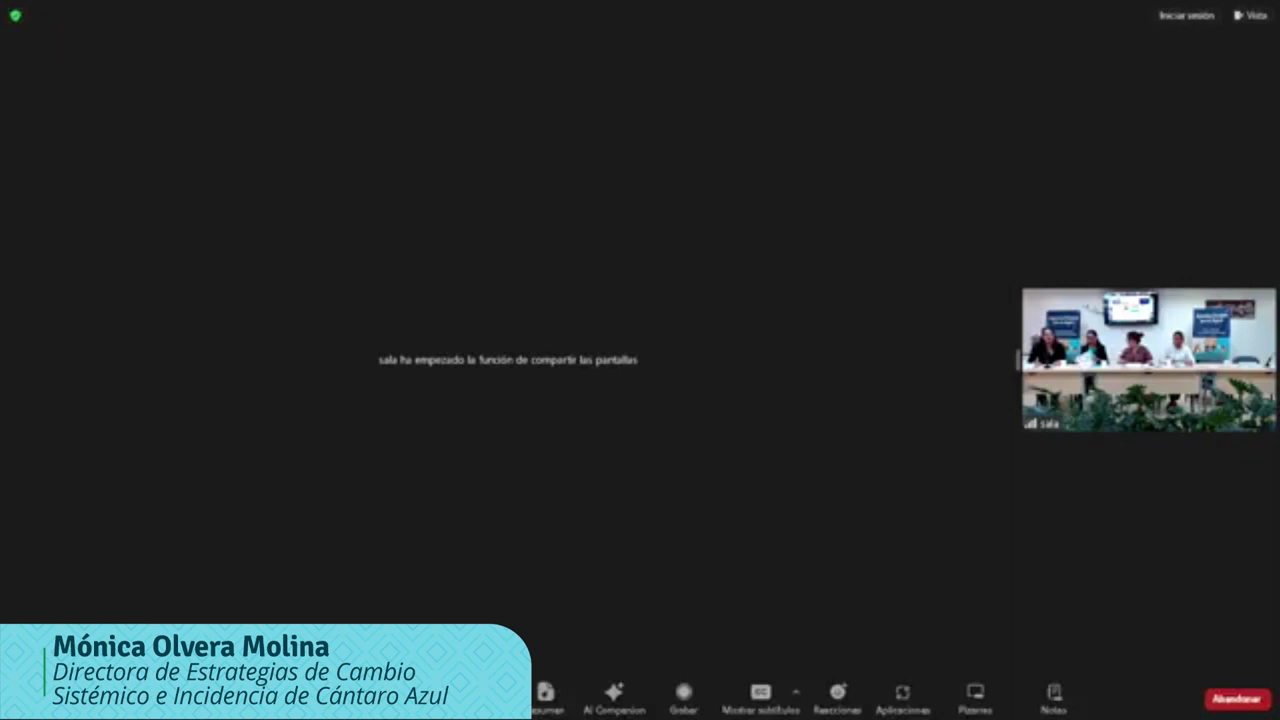 Iniciar sesión
Vista
sala ha empezado la función de compartir las pantallas
sala
Mónica Olvera Molina
Directora de Estrategias de Cambio
Sistémico e Incidencia de Cántaro Azul
AI Companion
Grabar
Mostrar subtítulos
Reacciones
Aplicaciones
Pizarras
Notas
Abandonar